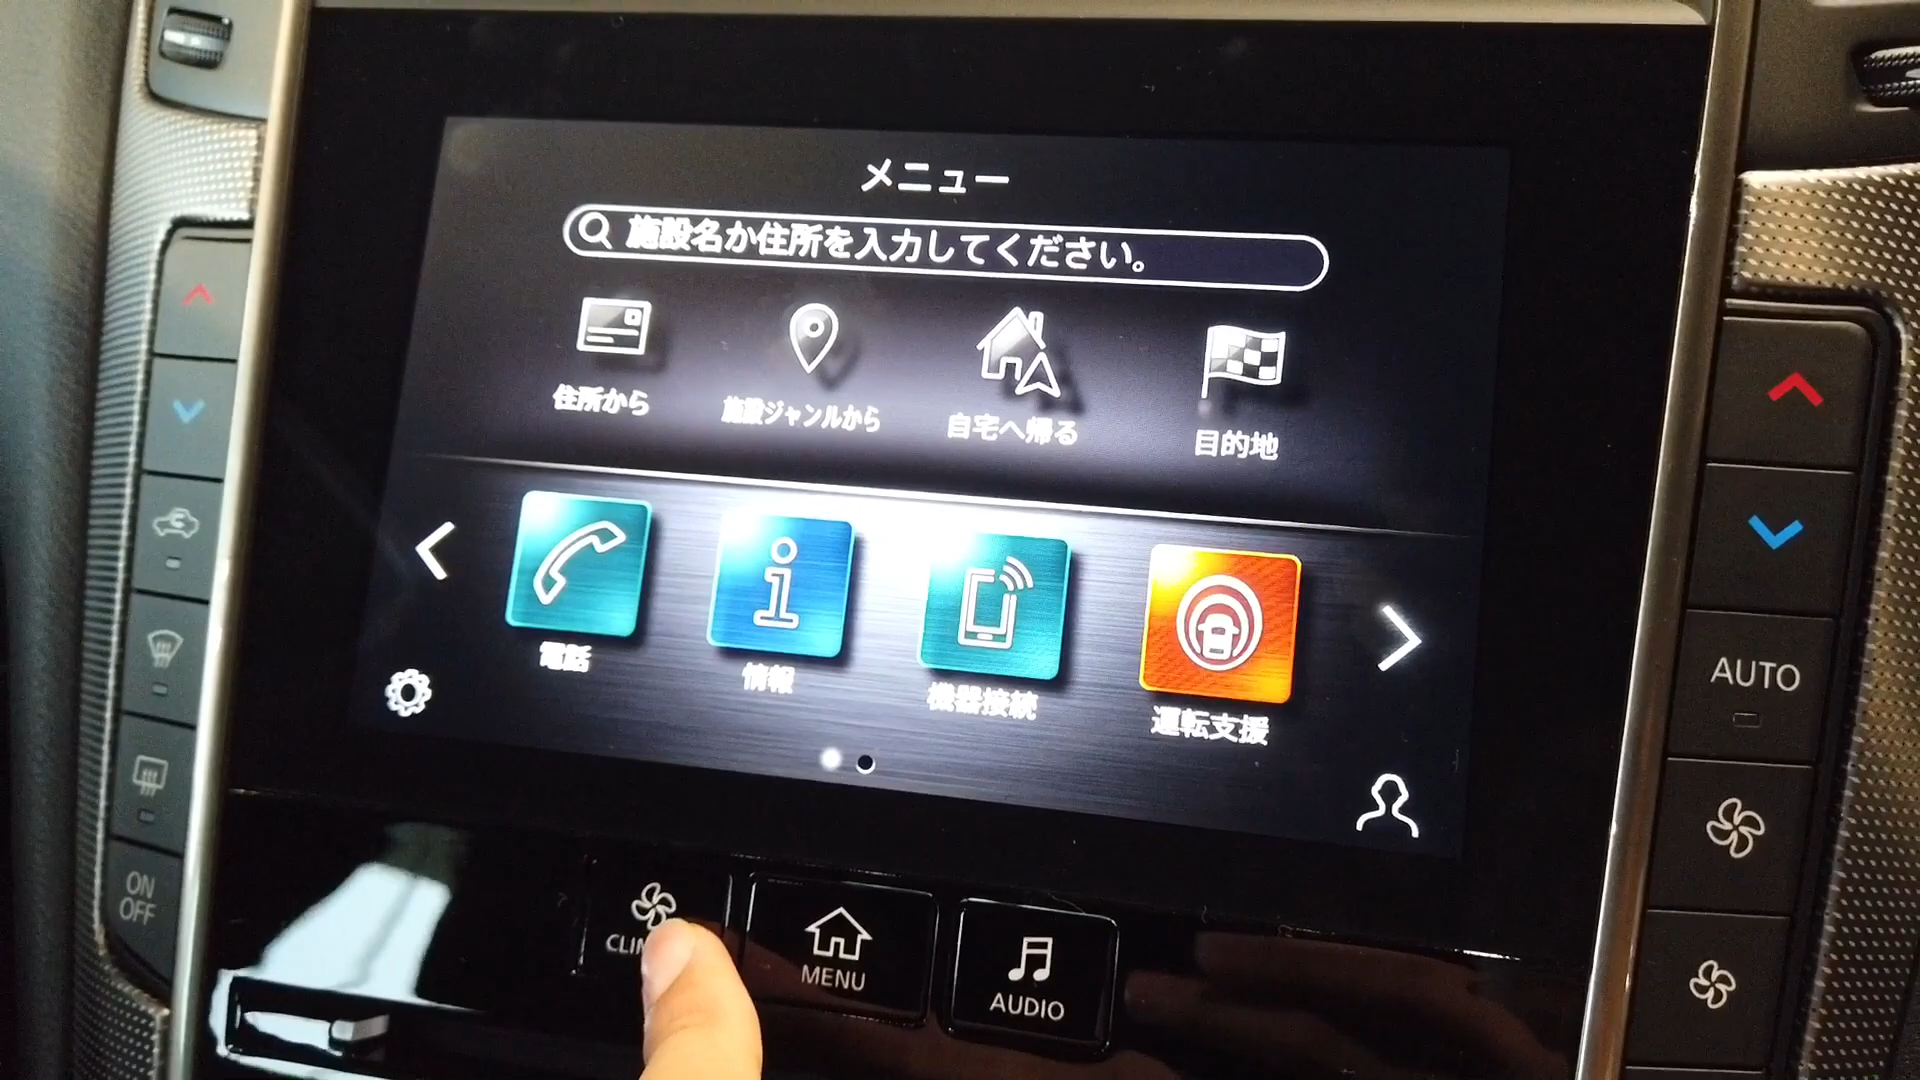 メニュー
施設名か住所を入力してください。
住所から
施設ジャンルから
自宅へ帰る
目的地
電話
情報
機器接続
運転支援
AUTO
ON
OFF
MENU
AUDIO